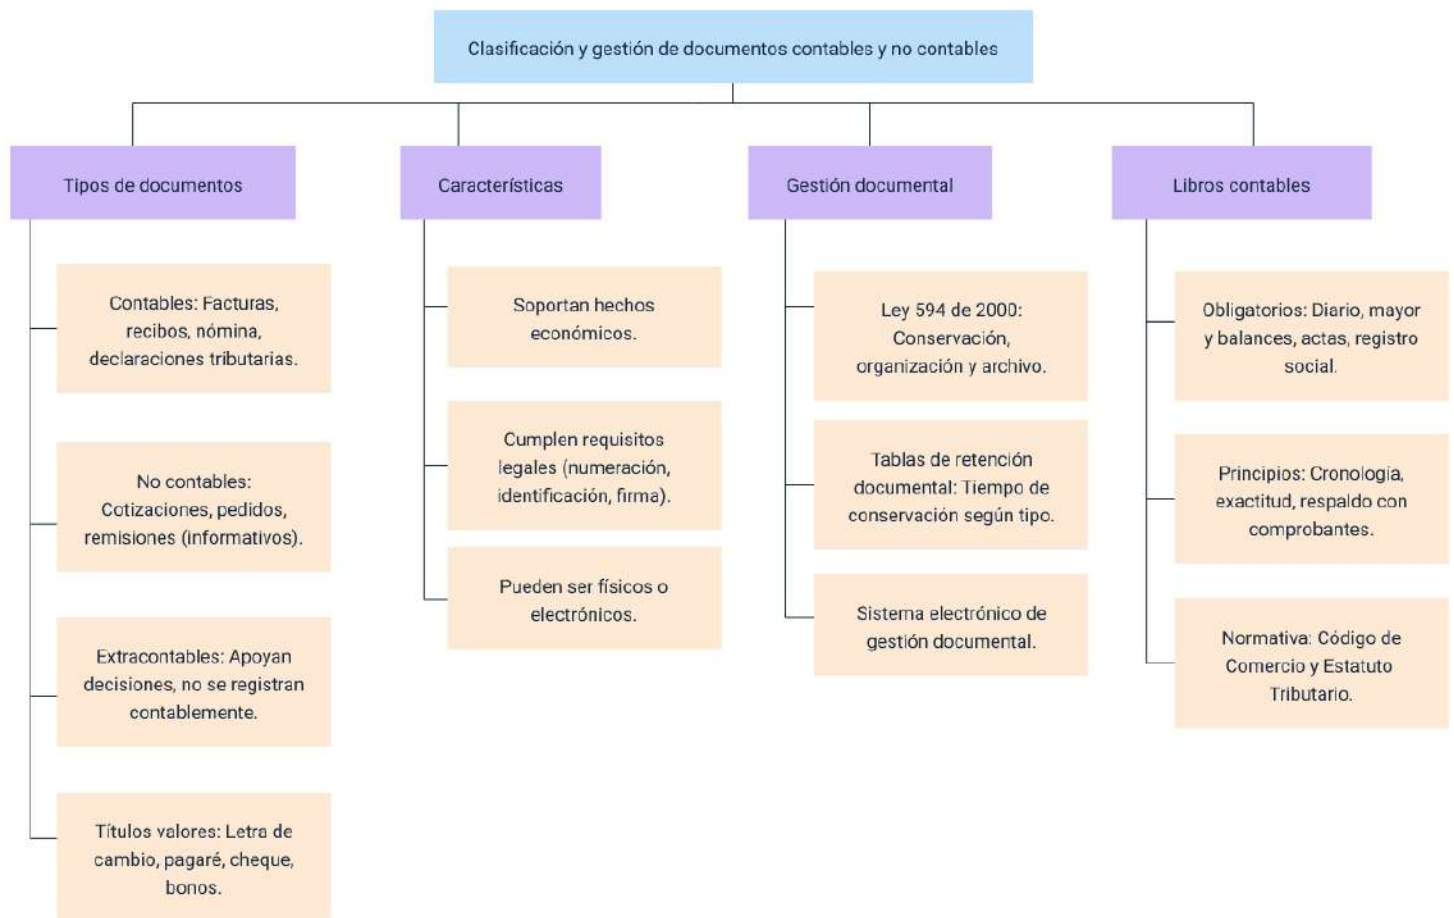 Clasificación y gestión de documentos contables y no contables
Tipos de documentos
Contables: Facturas,
recibos, nómina,
declaraciones tributarias.
No contables:
Cotizaciones, pedidos,
remisiones (informativos).
Extracontables: Apoyan
decisiones, no se registran
contablemente.
Títulos valores: Letra de
cambio, pagaré, cheque,
bonos.
Características
Soportan hechos
económicos.
Cumplen requisitos
legales (numeración,
identificación, firma).
Pueden ser físicos o
electrónicos.
Gestión documental
Ley 594 de 2000:
Conservación,
organización y archivo.
Tablas de retención
documental: Tiempo de
conservación según tipo.
Sistema electrónico de
gestión documental.
Libros contables
Obligatorios: Diario, mayor
y balances, actas, registro
social.
Principios: Cronología,
exactitud, respaldo con
comprobantes.
Normativa: Código de
Comercio y Estatuto
Tributario.